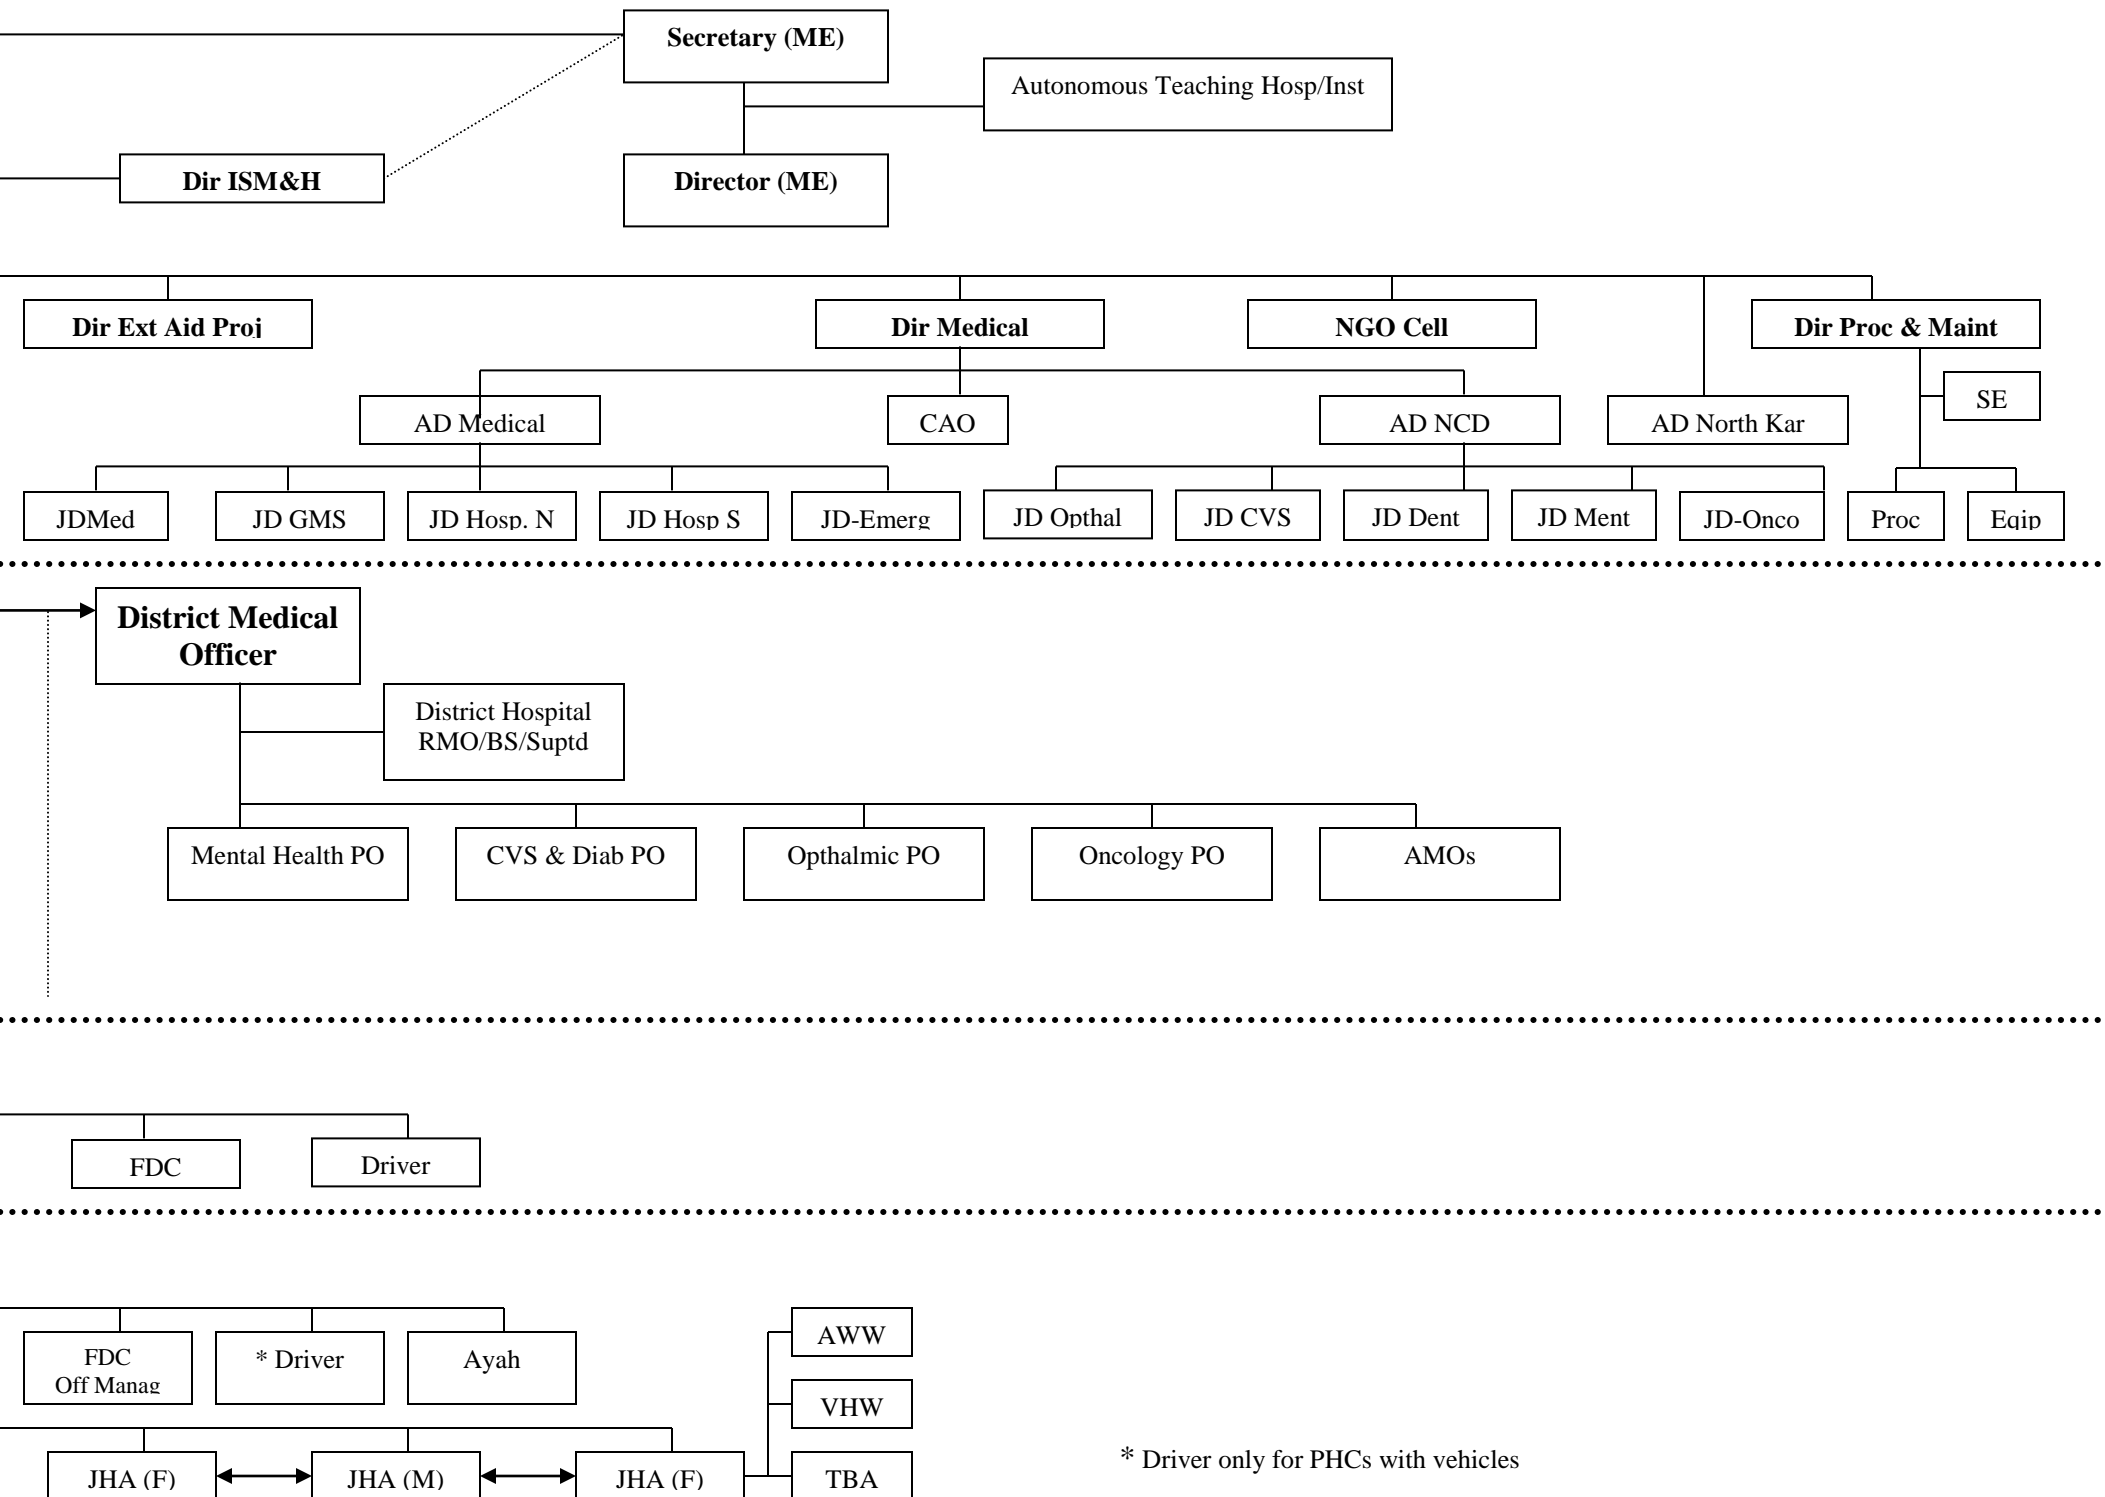 Secretary (ME)
Autonomous Teaching Hosp/Inst
Dir ISM&H
Director (ME)
Dir Ext Aid Proj
Dir Medical
NGO Cell
Dir Proc & Maint
SE
AD Medical
CAO
AD NCD
AD North Kar
JDMed
JD GMS
JD Hosp. N
JD Hosp S
JD-Emerg
JD Opthal
JD CVS
JD Dent
JD Ment
JD-Onco
Proc
Eqip
District Medical
Officer
District Hospital
RMO/BS/Suptd
Mental Health PO
CVS & Diab PO
Opthalmic PO
Oncology PO
AMOs
FDC
Driver
FDC
Off Manag
* Driver
Ayah
AWW
VHW
JHA (F)
JHA (M)
JHA (F)
TBA
* Driver only for PHCs with vehicles